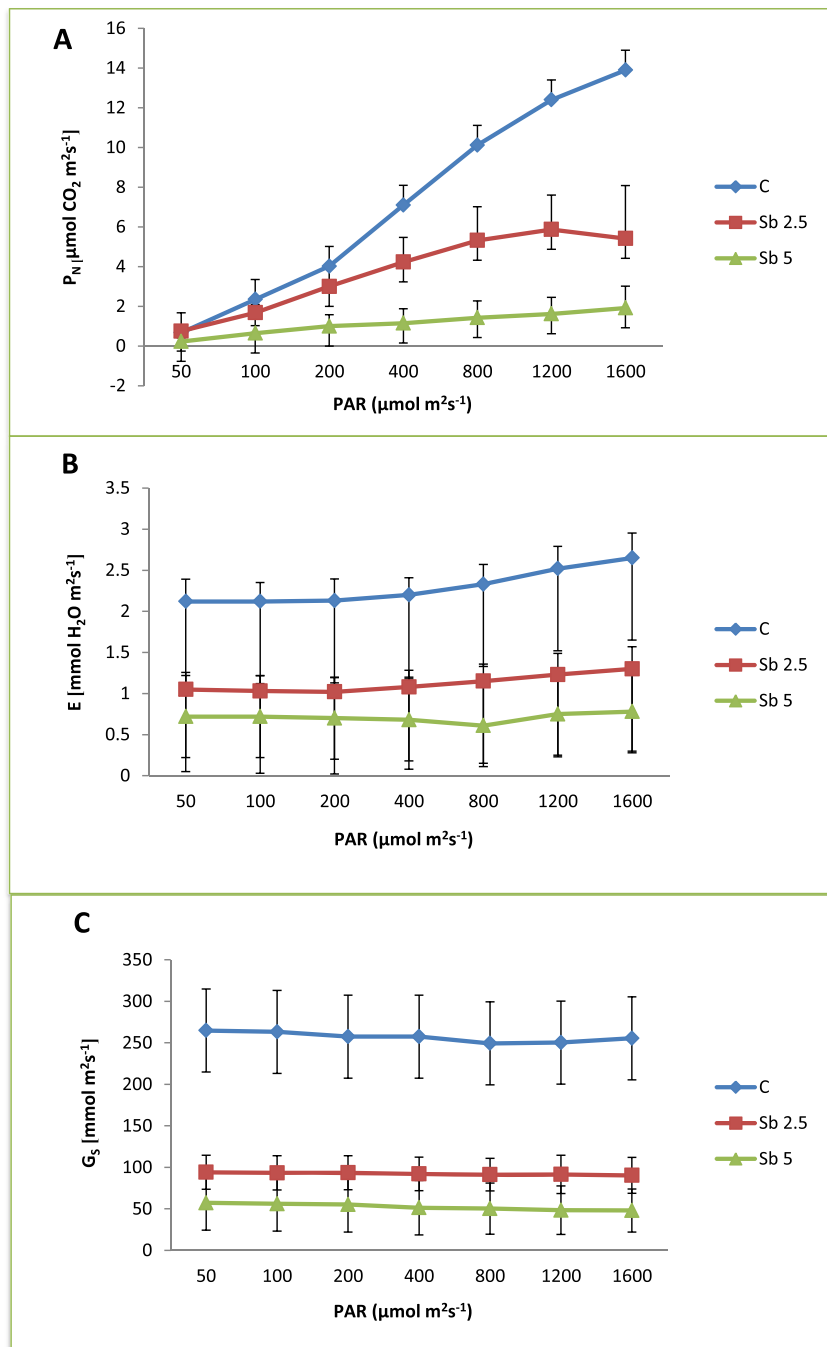 A
P_N| µmol CO₂ m²s⁻¹]
16
14
12
10
8
6
4
2
0
-2
50 100 200 400 800 1200 1600
PAR (µmol m²s⁻¹)
C
Sb 2.5
Sb 5
B
E [mmol H₂O m²s⁻¹]
3.5
3
2.5
2
1.5
1
0.5
0
50 100 200 400 800 1200 1600
PAR (µmol m²s⁻¹)
C
Sb 2.5
Sb 5
C
G_S [mmol m²s⁻¹]
350
300
250
200
150
100
50
0
50 100 200 400 800 1200 1600
PAR (µmol m²s⁻¹)
C
Sb 2.5
Sb 5